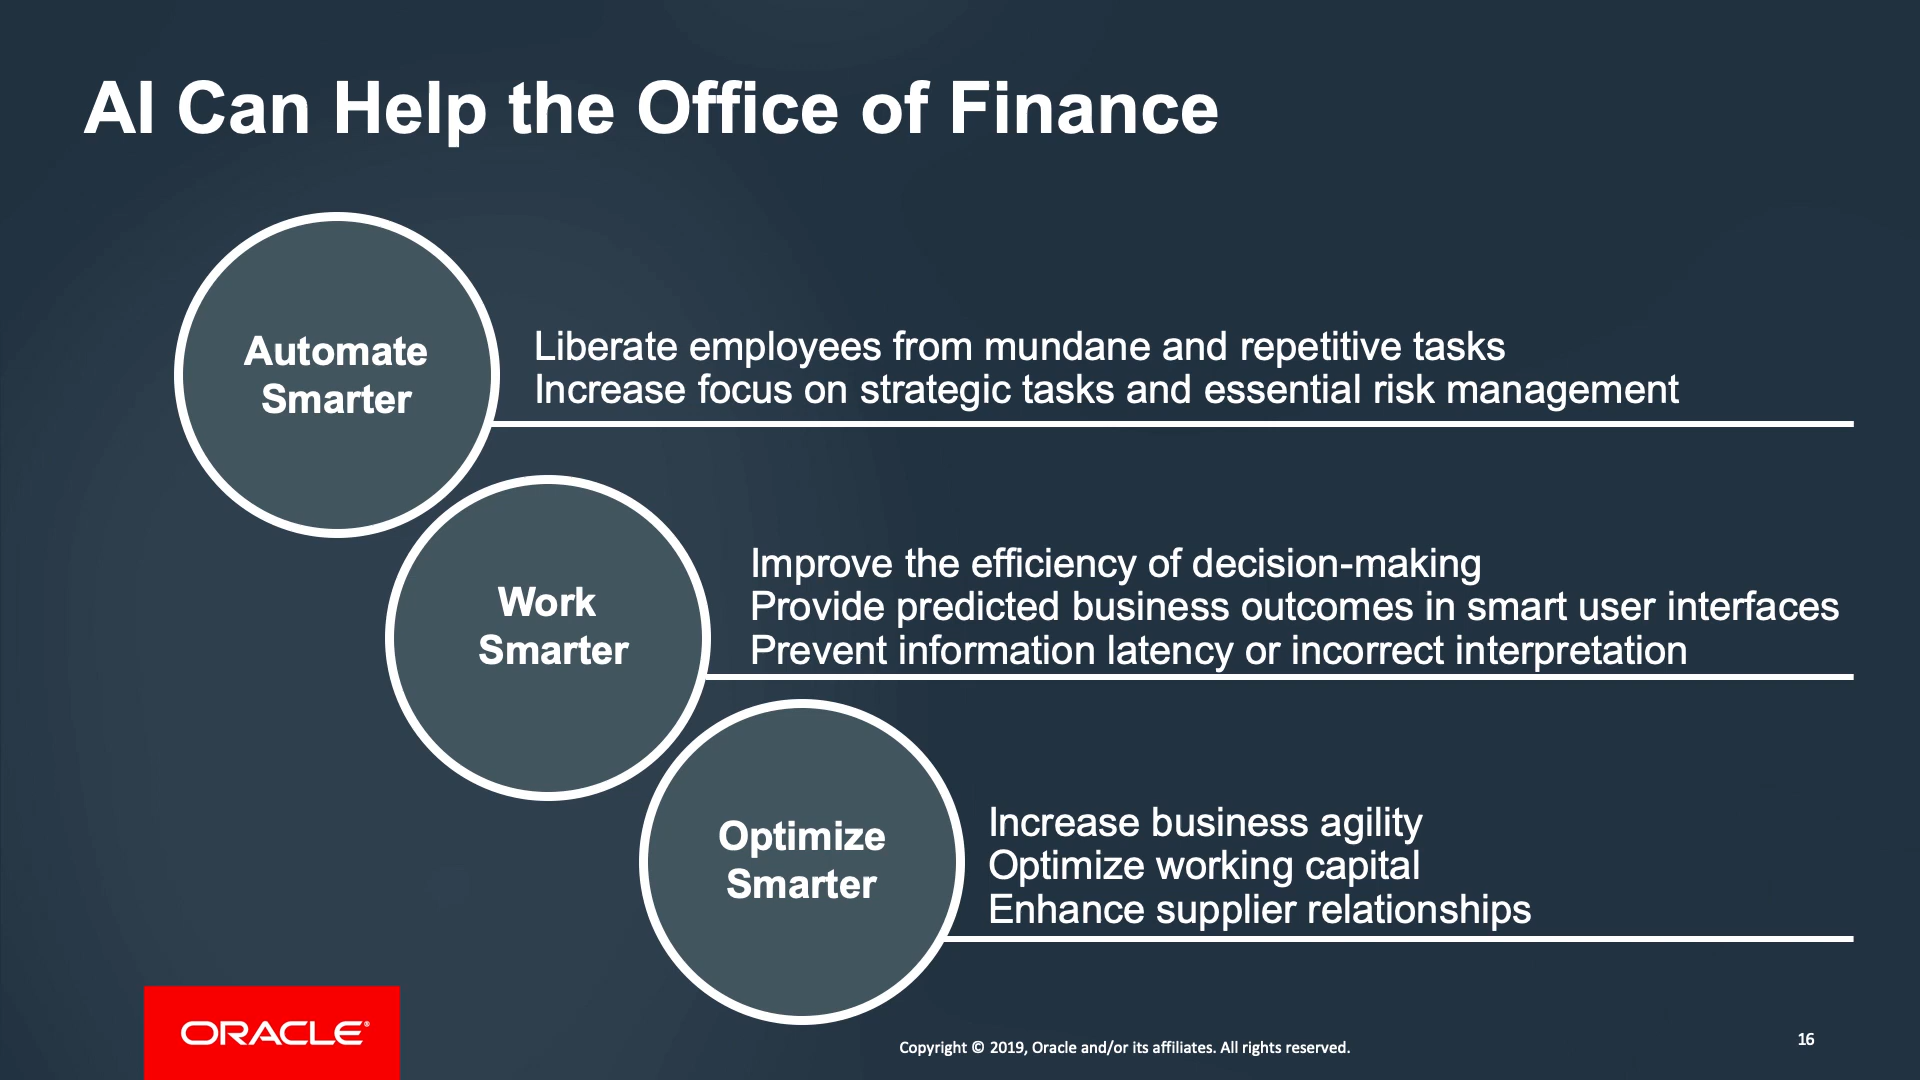 AI Can Help the Office of Finance
Automate
Smarter
Liberate employees from mundane and repetitive tasks
Increase focus on strategic tasks and essential risk management
Work
Smarter
Improve the efficiency of decision-making
Provide predicted business outcomes in smart user interfaces
Prevent information latency or incorrect interpretation
Optimize
Smarter
Increase business agility
Optimize working capital
Enhance supplier relationships
ORACLE®
Copyright © 2019, Oracle and/or its affiliates. All rights reserved.
16